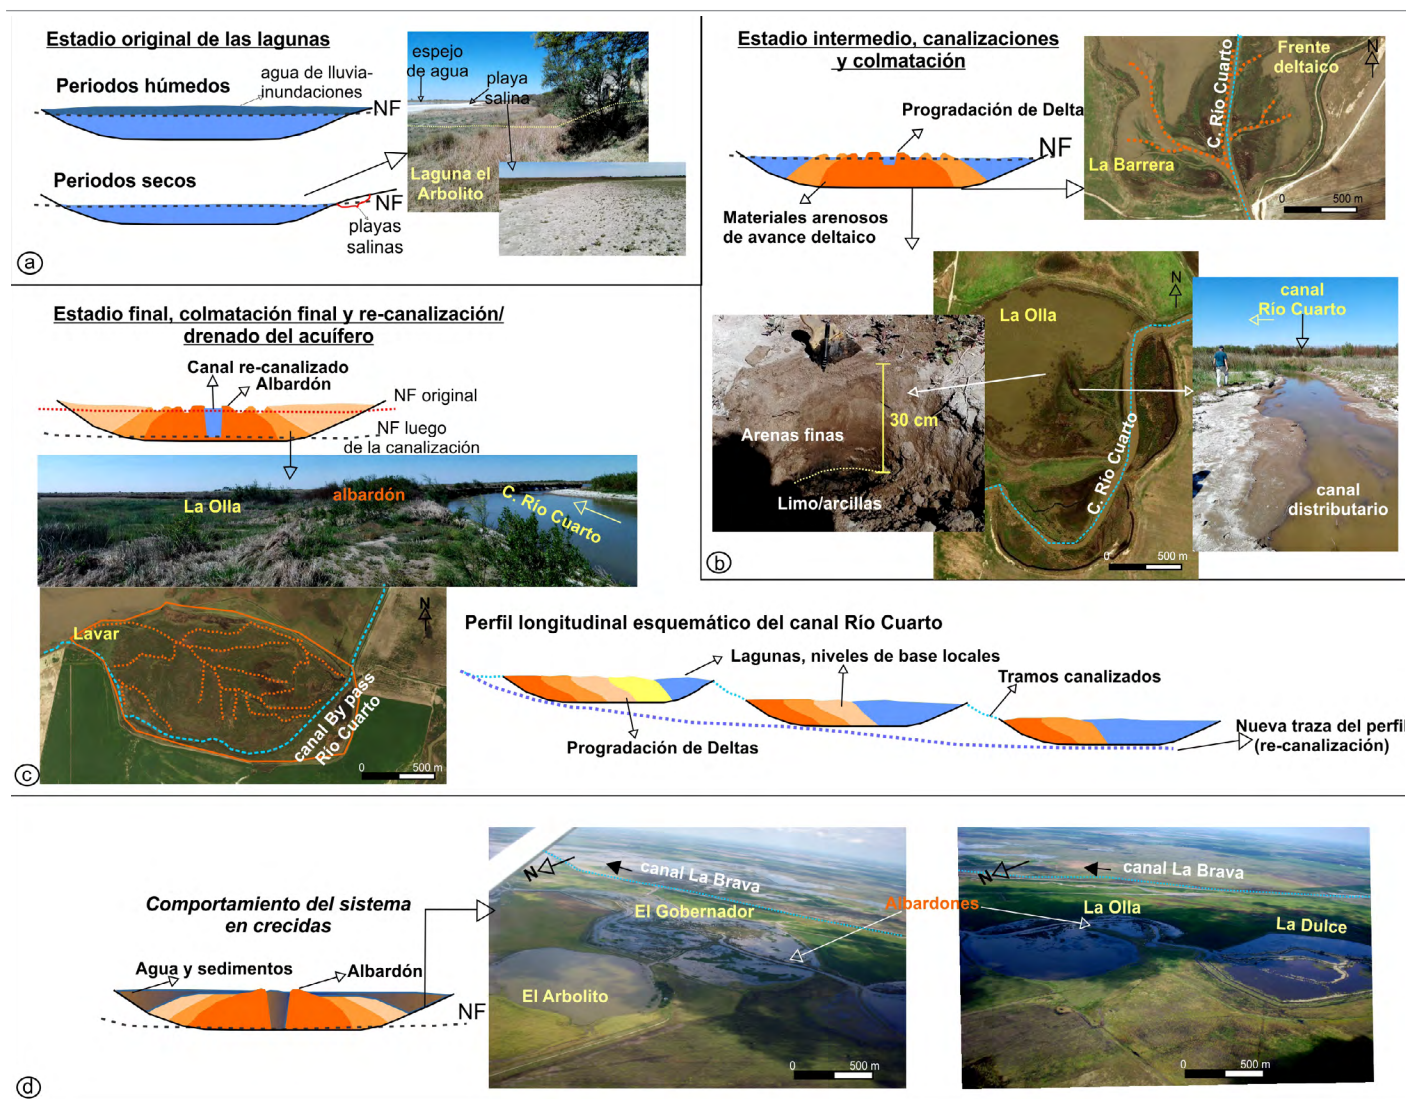 Estadio original de las lagunas
Periodos húmedos
agua de lluvia-
inundaciones
NF
Periodos secos
NF
playas
salinas
espejo
de agua
playa
salina
Laguna el
Arbolito
a
Estadio intermedio, canalizaciones
y colmatación
Progradación de Delta
NF
Materiales arenosos
de avance deltaico
Frente
deltaico
N
C. Río Cuarto
La Barrera
0 500 m
La Olla
N
C. Río Cuarto
0 500 m
30 cm
Arenas finas
Limo/arcillas
canal
Río Cuarto
canal
distributario
b
Estadio final, colmatación final y re-canalización/
drenado del acuífero
Canal re-canalizado
Albardón
NF original
NF luego
de la canalización
La Olla
albardón
C. Río Cuarto
Lavar
N
canal By pass
Río Cuarto
0 500 m
c
Perfil longitudinal esquemático del canal Río Cuarto
Lagunas, niveles de base locales
Tramos canalizados
Progradación de Deltas
Nueva traza del perfil
(re-canalización)
Comportamiento del sistema
en crecidas
Agua y sedimentos
Albardón
NF
N
canal La Brava
El Gobernador
Albardones
El Arbolito
0 500 m
N
canal La Brava
La Olla
La Dulce
0 500 m
d